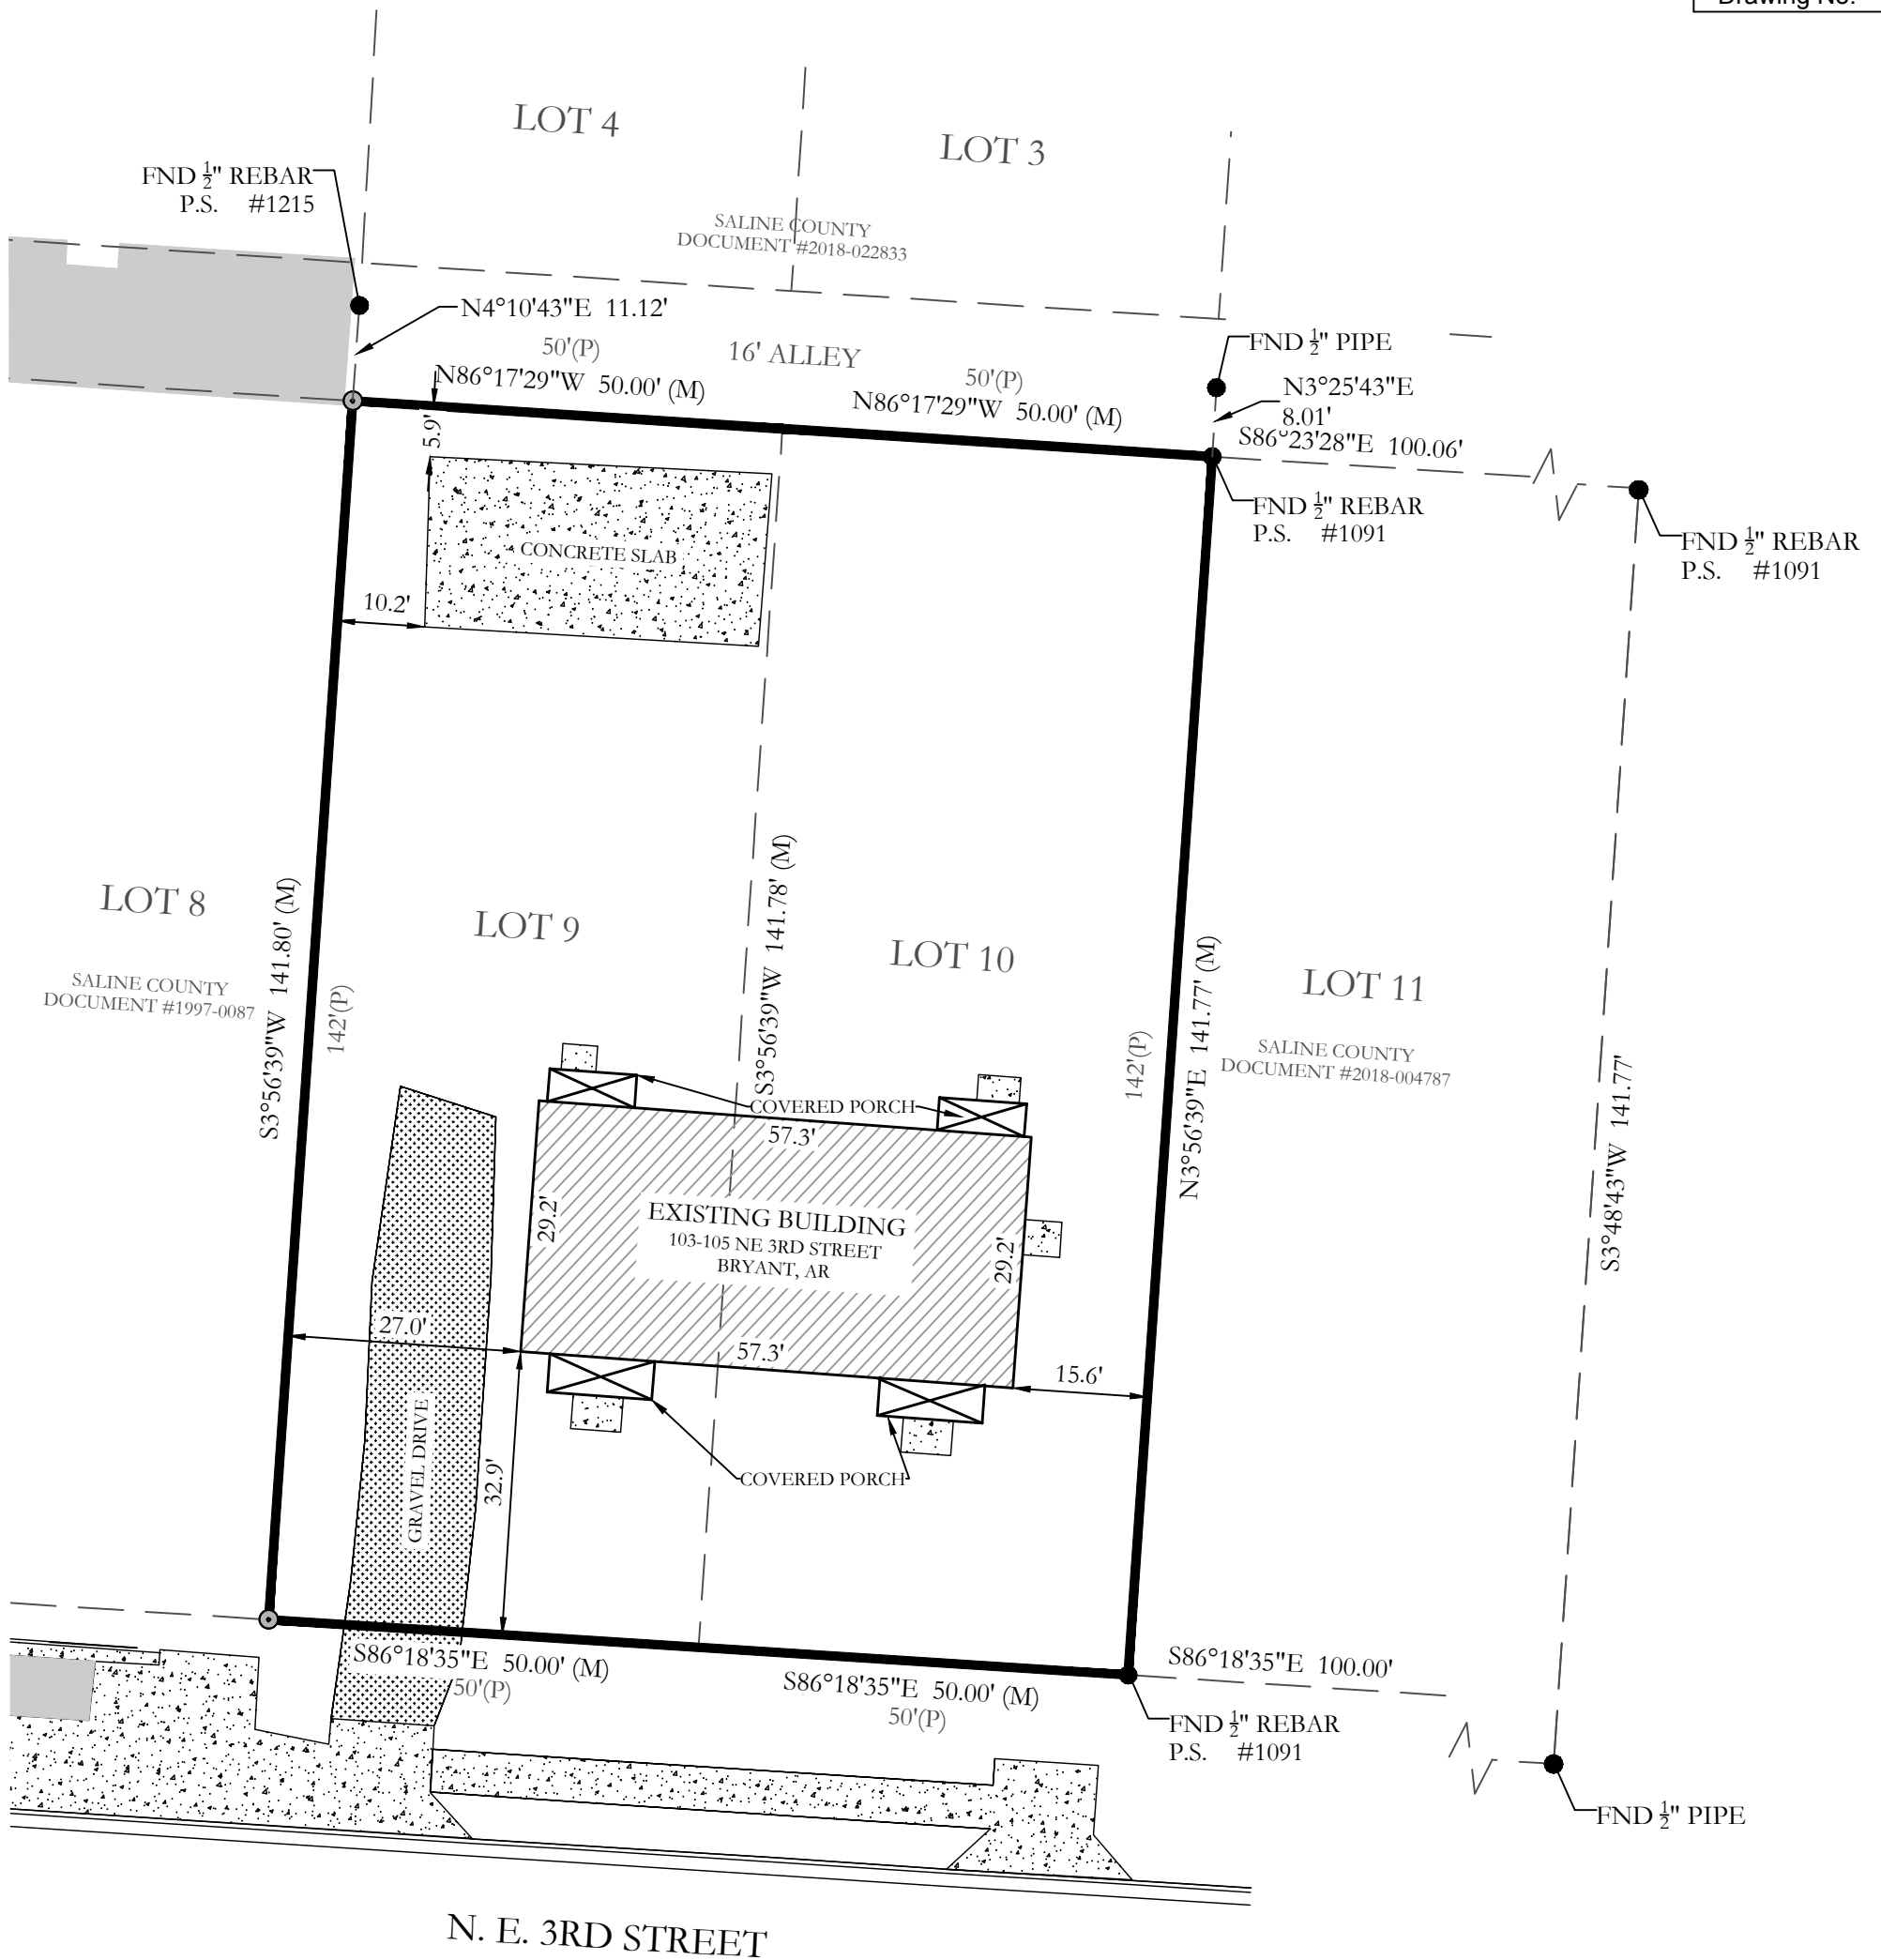 Drawing No.
LOT 4
LOT 3
FND ½" REBAR
P.S. #1215
SALINE COUNTY
DOCUMENT #2018-022833
N4°10'43"E 11.12'
50'(P)
16' ALLEY
N86°17'29"W 50.00' (M)
50'(P)
N86°17'29"W 50.00' (M)
FND ½" PIPE
N3°25'43"E
8.01'
S86°23'28"E 100.06'
5.9'
FND ½" REBAR
P.S. #1091
FND ½" REBAR
P.S. #1091
CONCRETE SLAB
10.2'
LOT 8
SALINE COUNTY
DOCUMENT #1997-0087
S3°56'39"W 141.80' (M)
142'(P)
LOT 9
S3°56'39"W 141.78' (M)
LOT 10
142'(P)
N3°56'39"E 141.77' (M)
LOT 11
SALINE COUNTY
DOCUMENT #2018-004787
S3°48'43"W 141.77'
COVERED PORCH
57.3'
29.2'
EXISTING BUILDING
103-105 NE 3RD STREET
BRYANT, AR
29.2'
27.0'
57.3'
15.6'
GRAVEL DRIVE
32.9'
COVERED PORCH
S86°18'35"E 50.00' (M)
50'(P)
S86°18'35"E 50.00' (M)
50'(P)
S86°18'35"E 100.00'
FND ½" REBAR
P.S. #1091
FND ½" PIPE
N. E. 3RD STREET